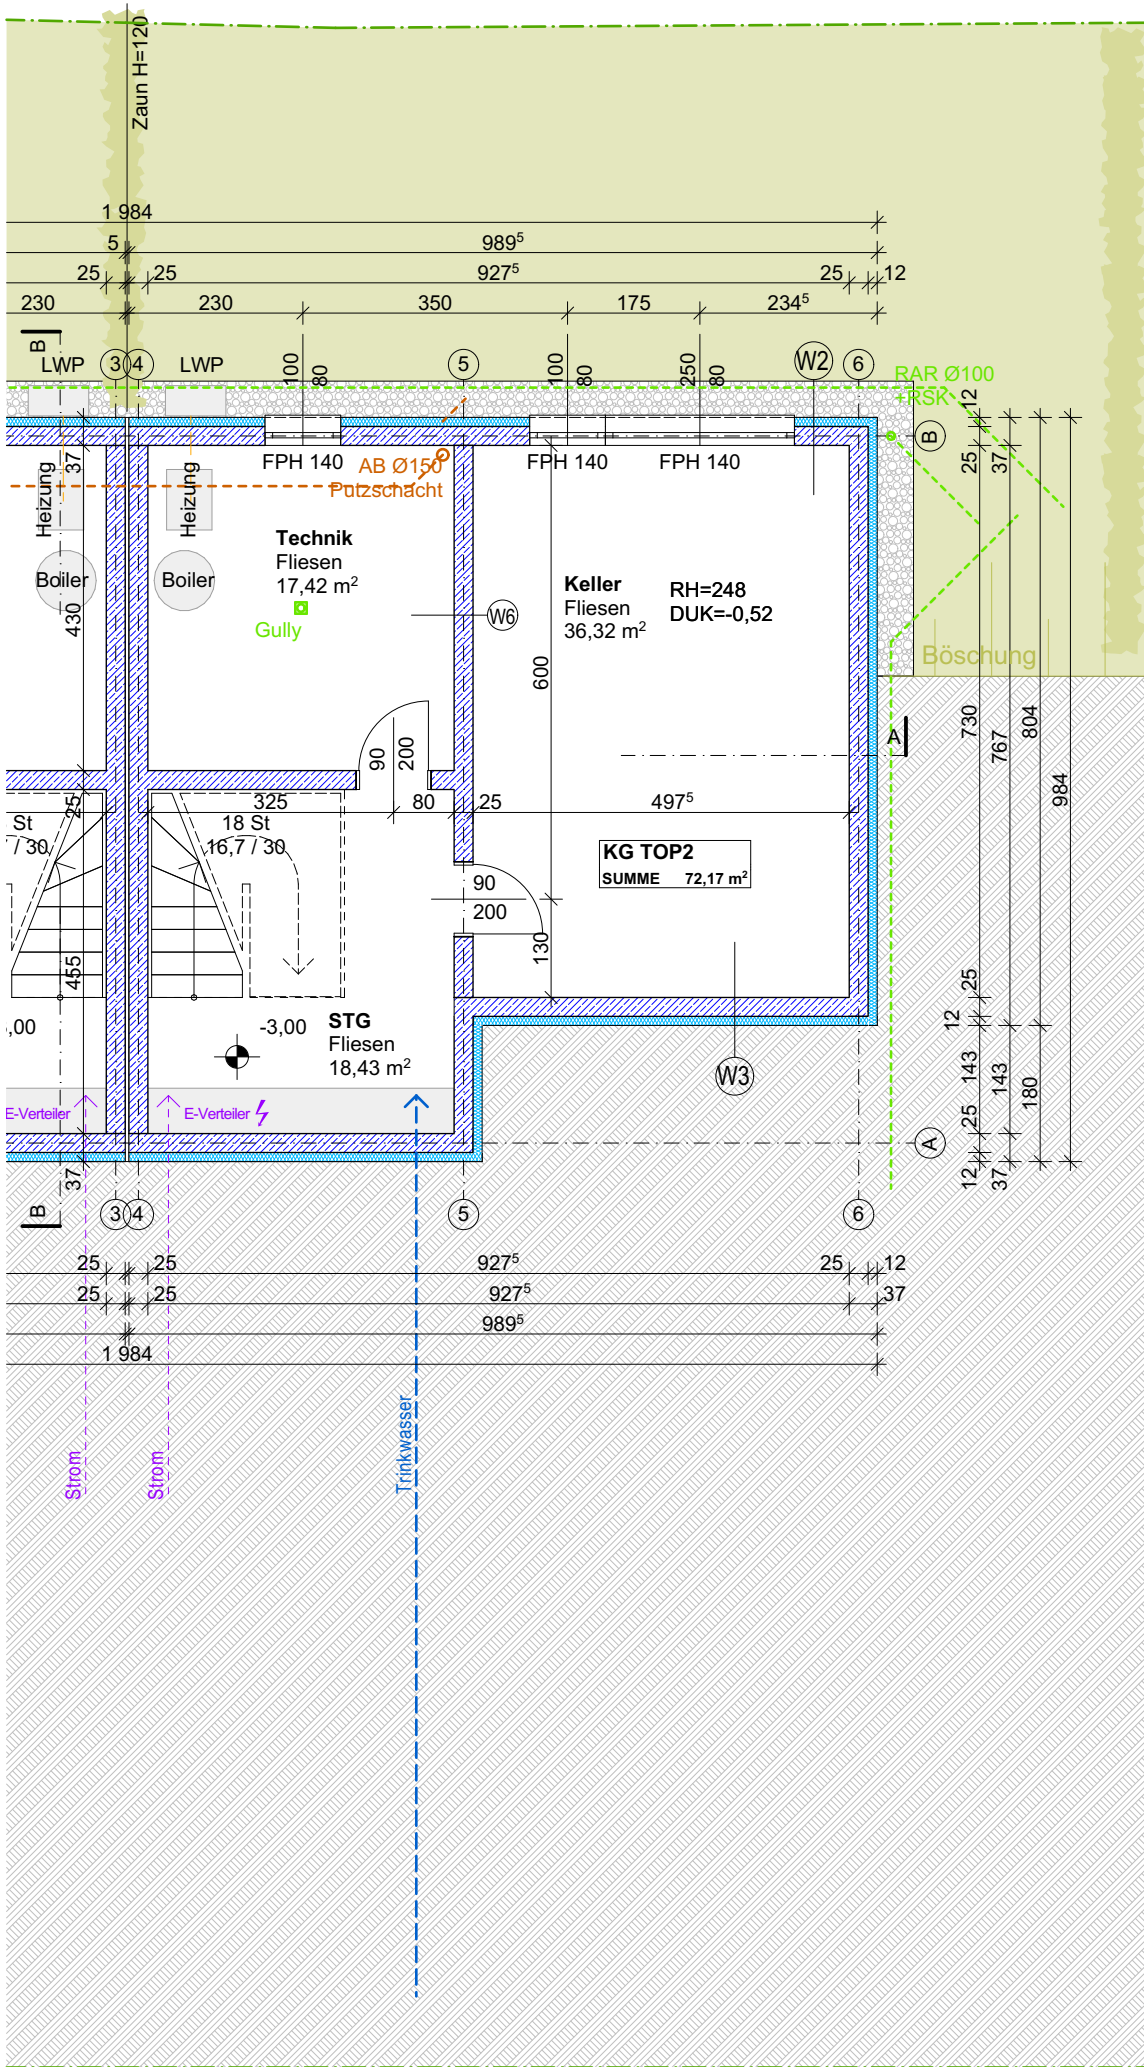 Zaun H=120
1 984
5
989⁵
25
25
927⁵
25
12
230
230
350
175
234⁵
B
LWP
3
4
LWP
100
80
5
100
80
250
80
W2
6
RAR Ø100
+RSK
12
B
37
FPH 140
FPH 140
FPH 140
25
37
AB Ø150
Putzschacht
Heizung
Heizung
Technik
Fliesen
17,42 m²
Boiler
Boiler
Keller
Fliesen
36,32 m²
RH=248
DUK=-0,52
430
Gully
W6
Böschung
600
730
767
804
984
A
90
200
25
325
80
25
497⁵
St
7 / 30
18 St
16,7 / 30
KG TOP2
SUMME 72,17 m²
90
200
130
455
25
12
,00
-3,00
STG
Fliesen
18,43 m²
W3
143
143
180
E-Verteiler
E-Verteiler
25
A
37
12
37
B
3
4
5
6
25
25
927⁵
25
12
25
25
927⁵
37
989⁵
1 984
Strom
Strom
Trinkwasser